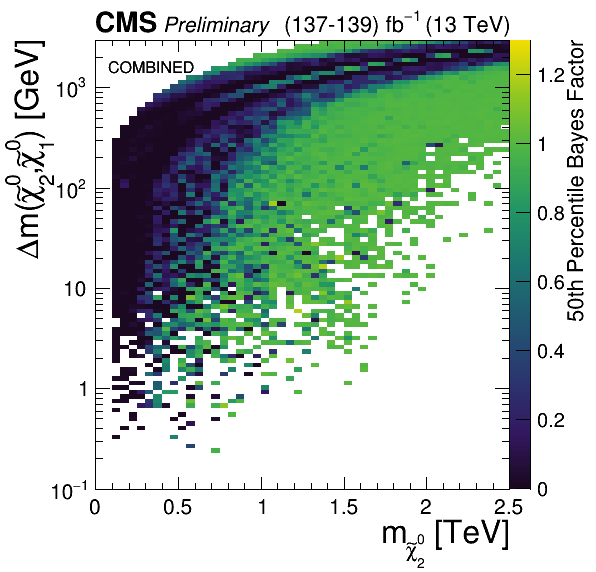 CMS Preliminary (137-139) fb⁻¹ (13 TeV)
COMBINED
Δm(χ̃⁰₂,χ̃⁰₁) [GeV]
10³
10²
10
1
10⁻¹
0 0.5 1 1.5 2 2.5
m_χ̃⁰₂ [TeV]
1.2
1
0.8
0.6
0.4
0.2
0
50th Percentile Bayes Factor